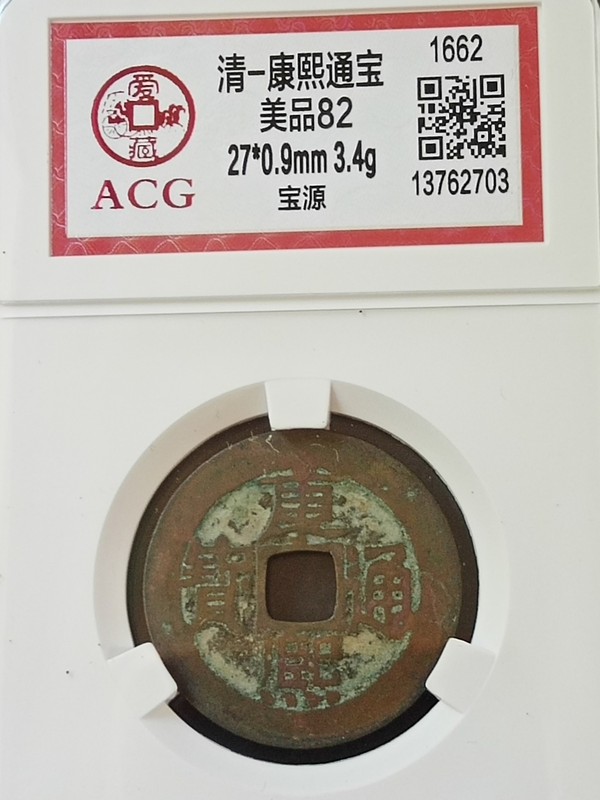 爱藏
ACG
清-康熙通宝
美品82
27*0.9mm 3.4g
宝源
1662
13762703
康熙通寶